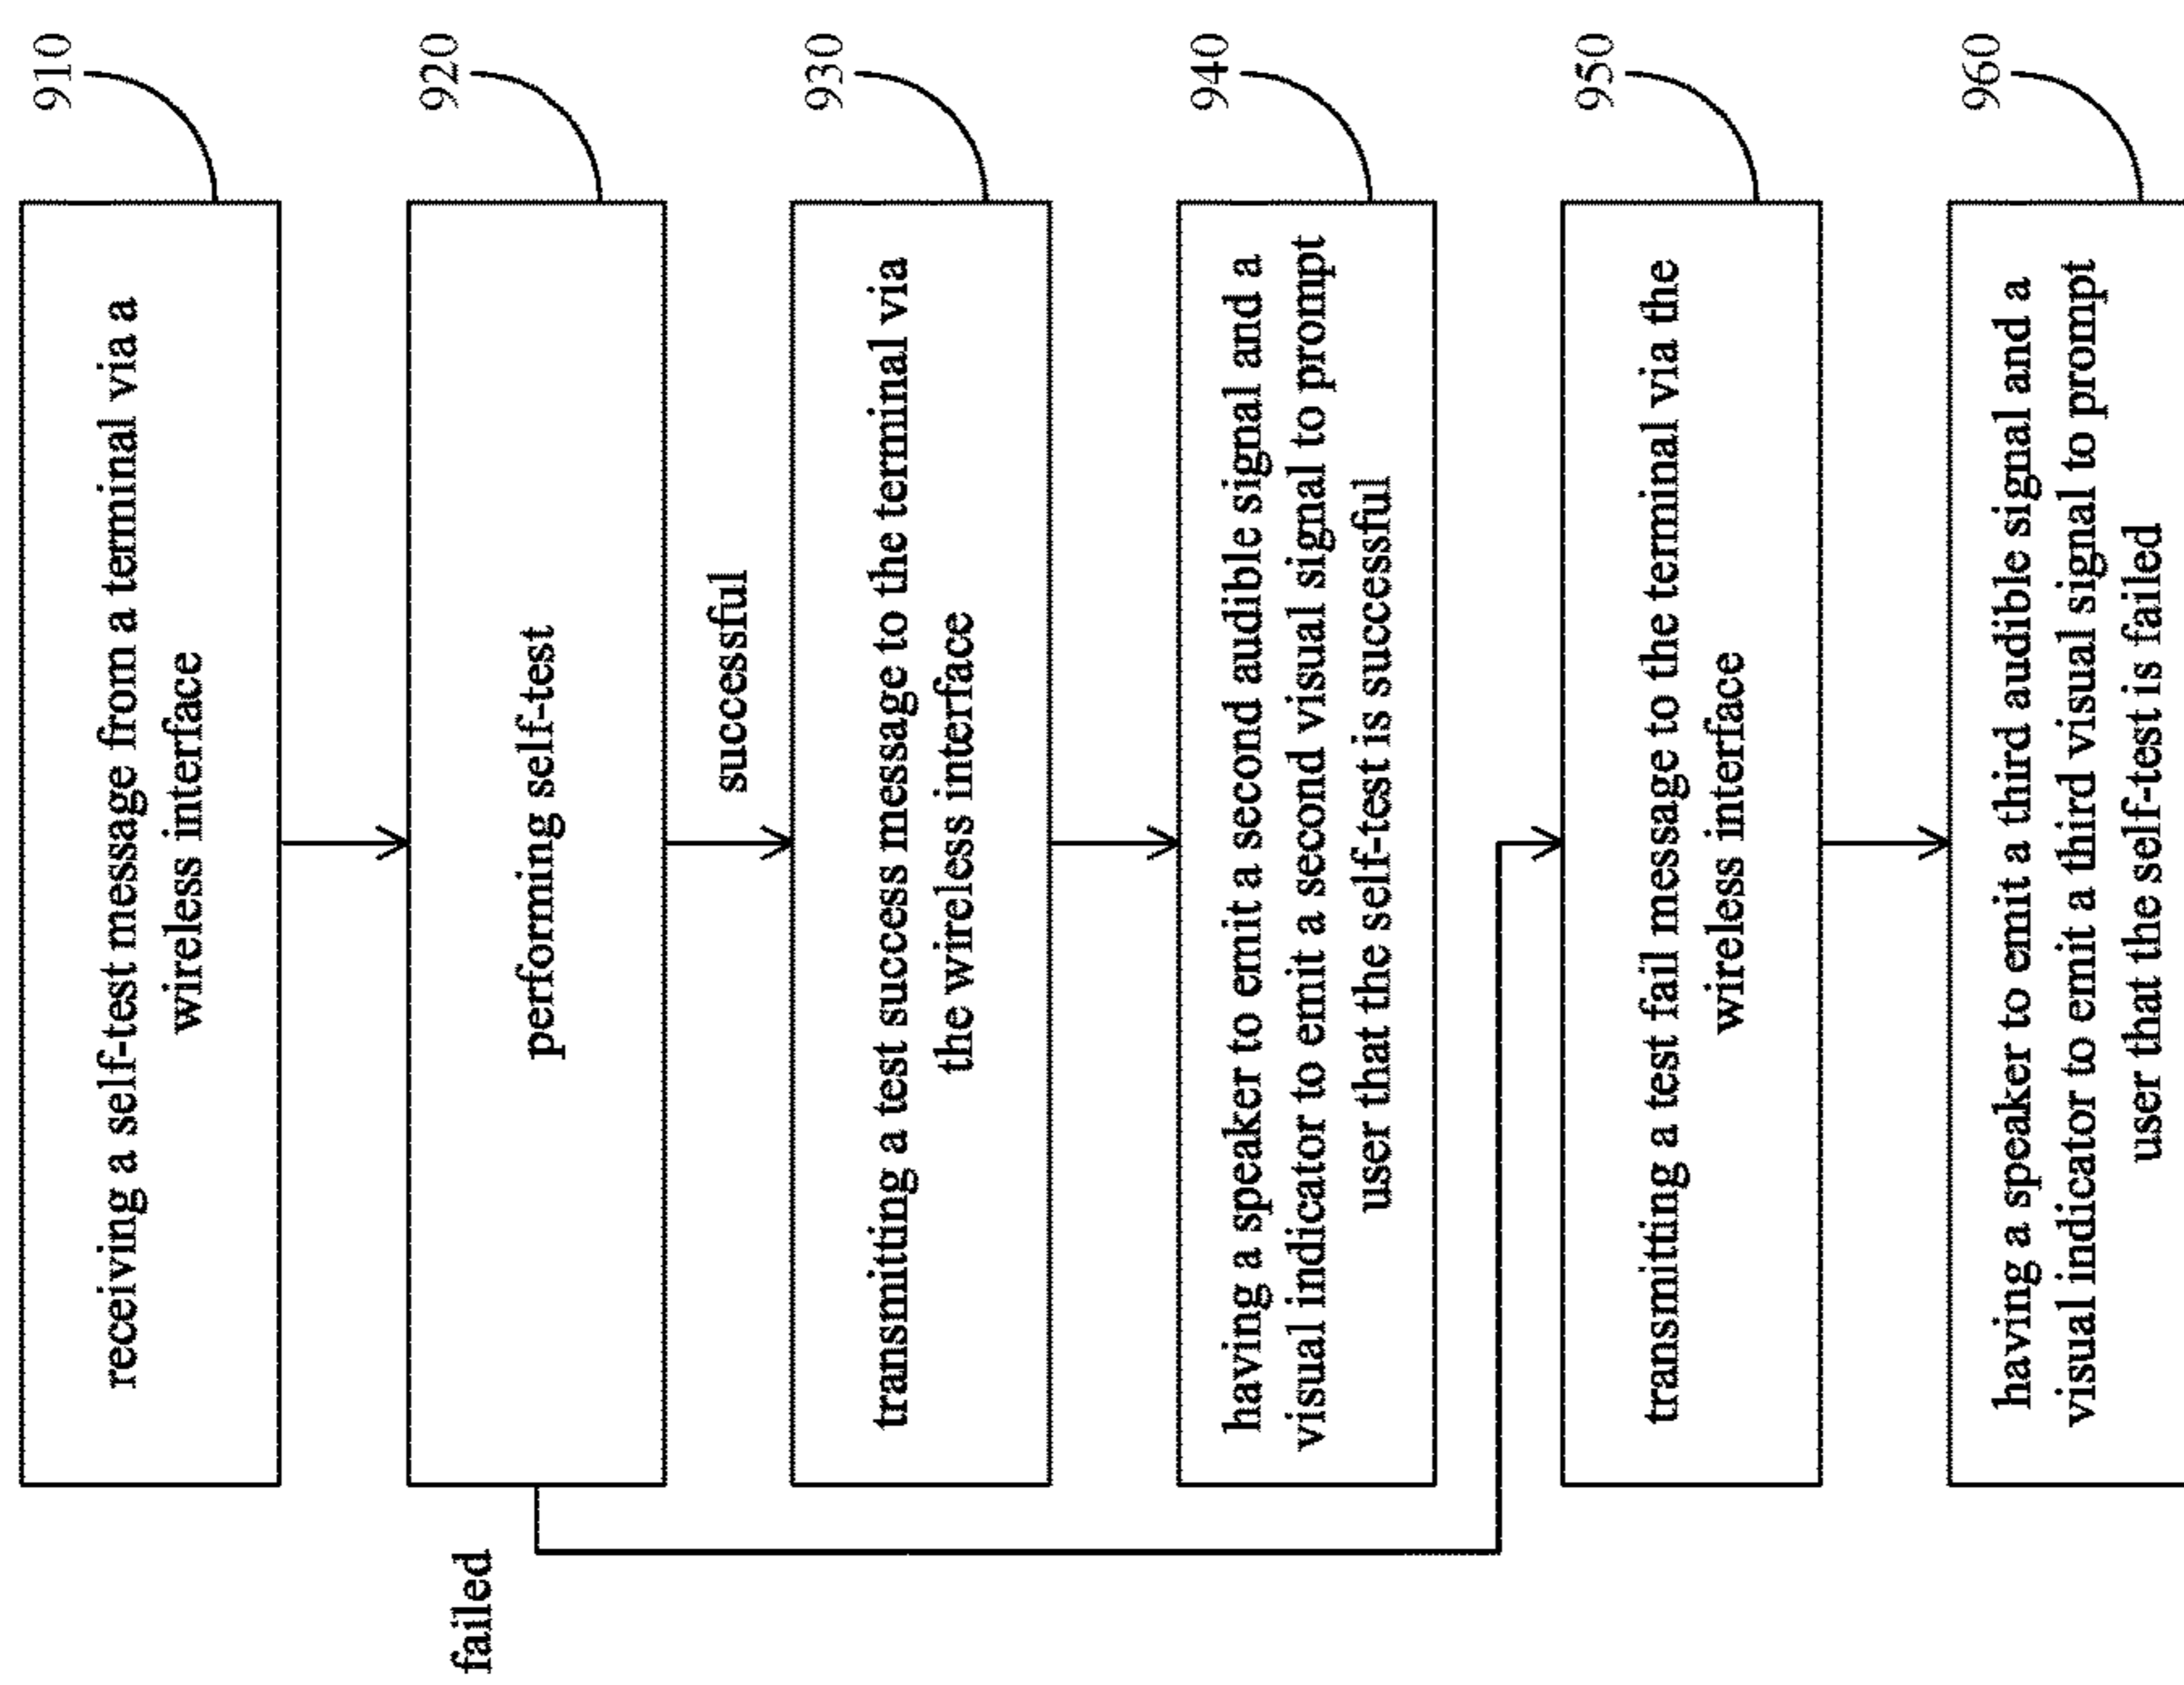 910
receiving a self-test message from a terminal via a
wireless interface
920
performing self-test
failed
successful
930
transmitting a test success message to the terminal via
the wireless interface
940
having a speaker to emit a second audible signal and a
visual indicator to emit a second visual signal to prompt
user that the self-test is successful
950
transmitting a test fail message to the terminal via the
wireless interface
960
having a speaker to emit a third audible signal and a
visual indicator to emit a third visual signal to prompt
user that the self-test is failed